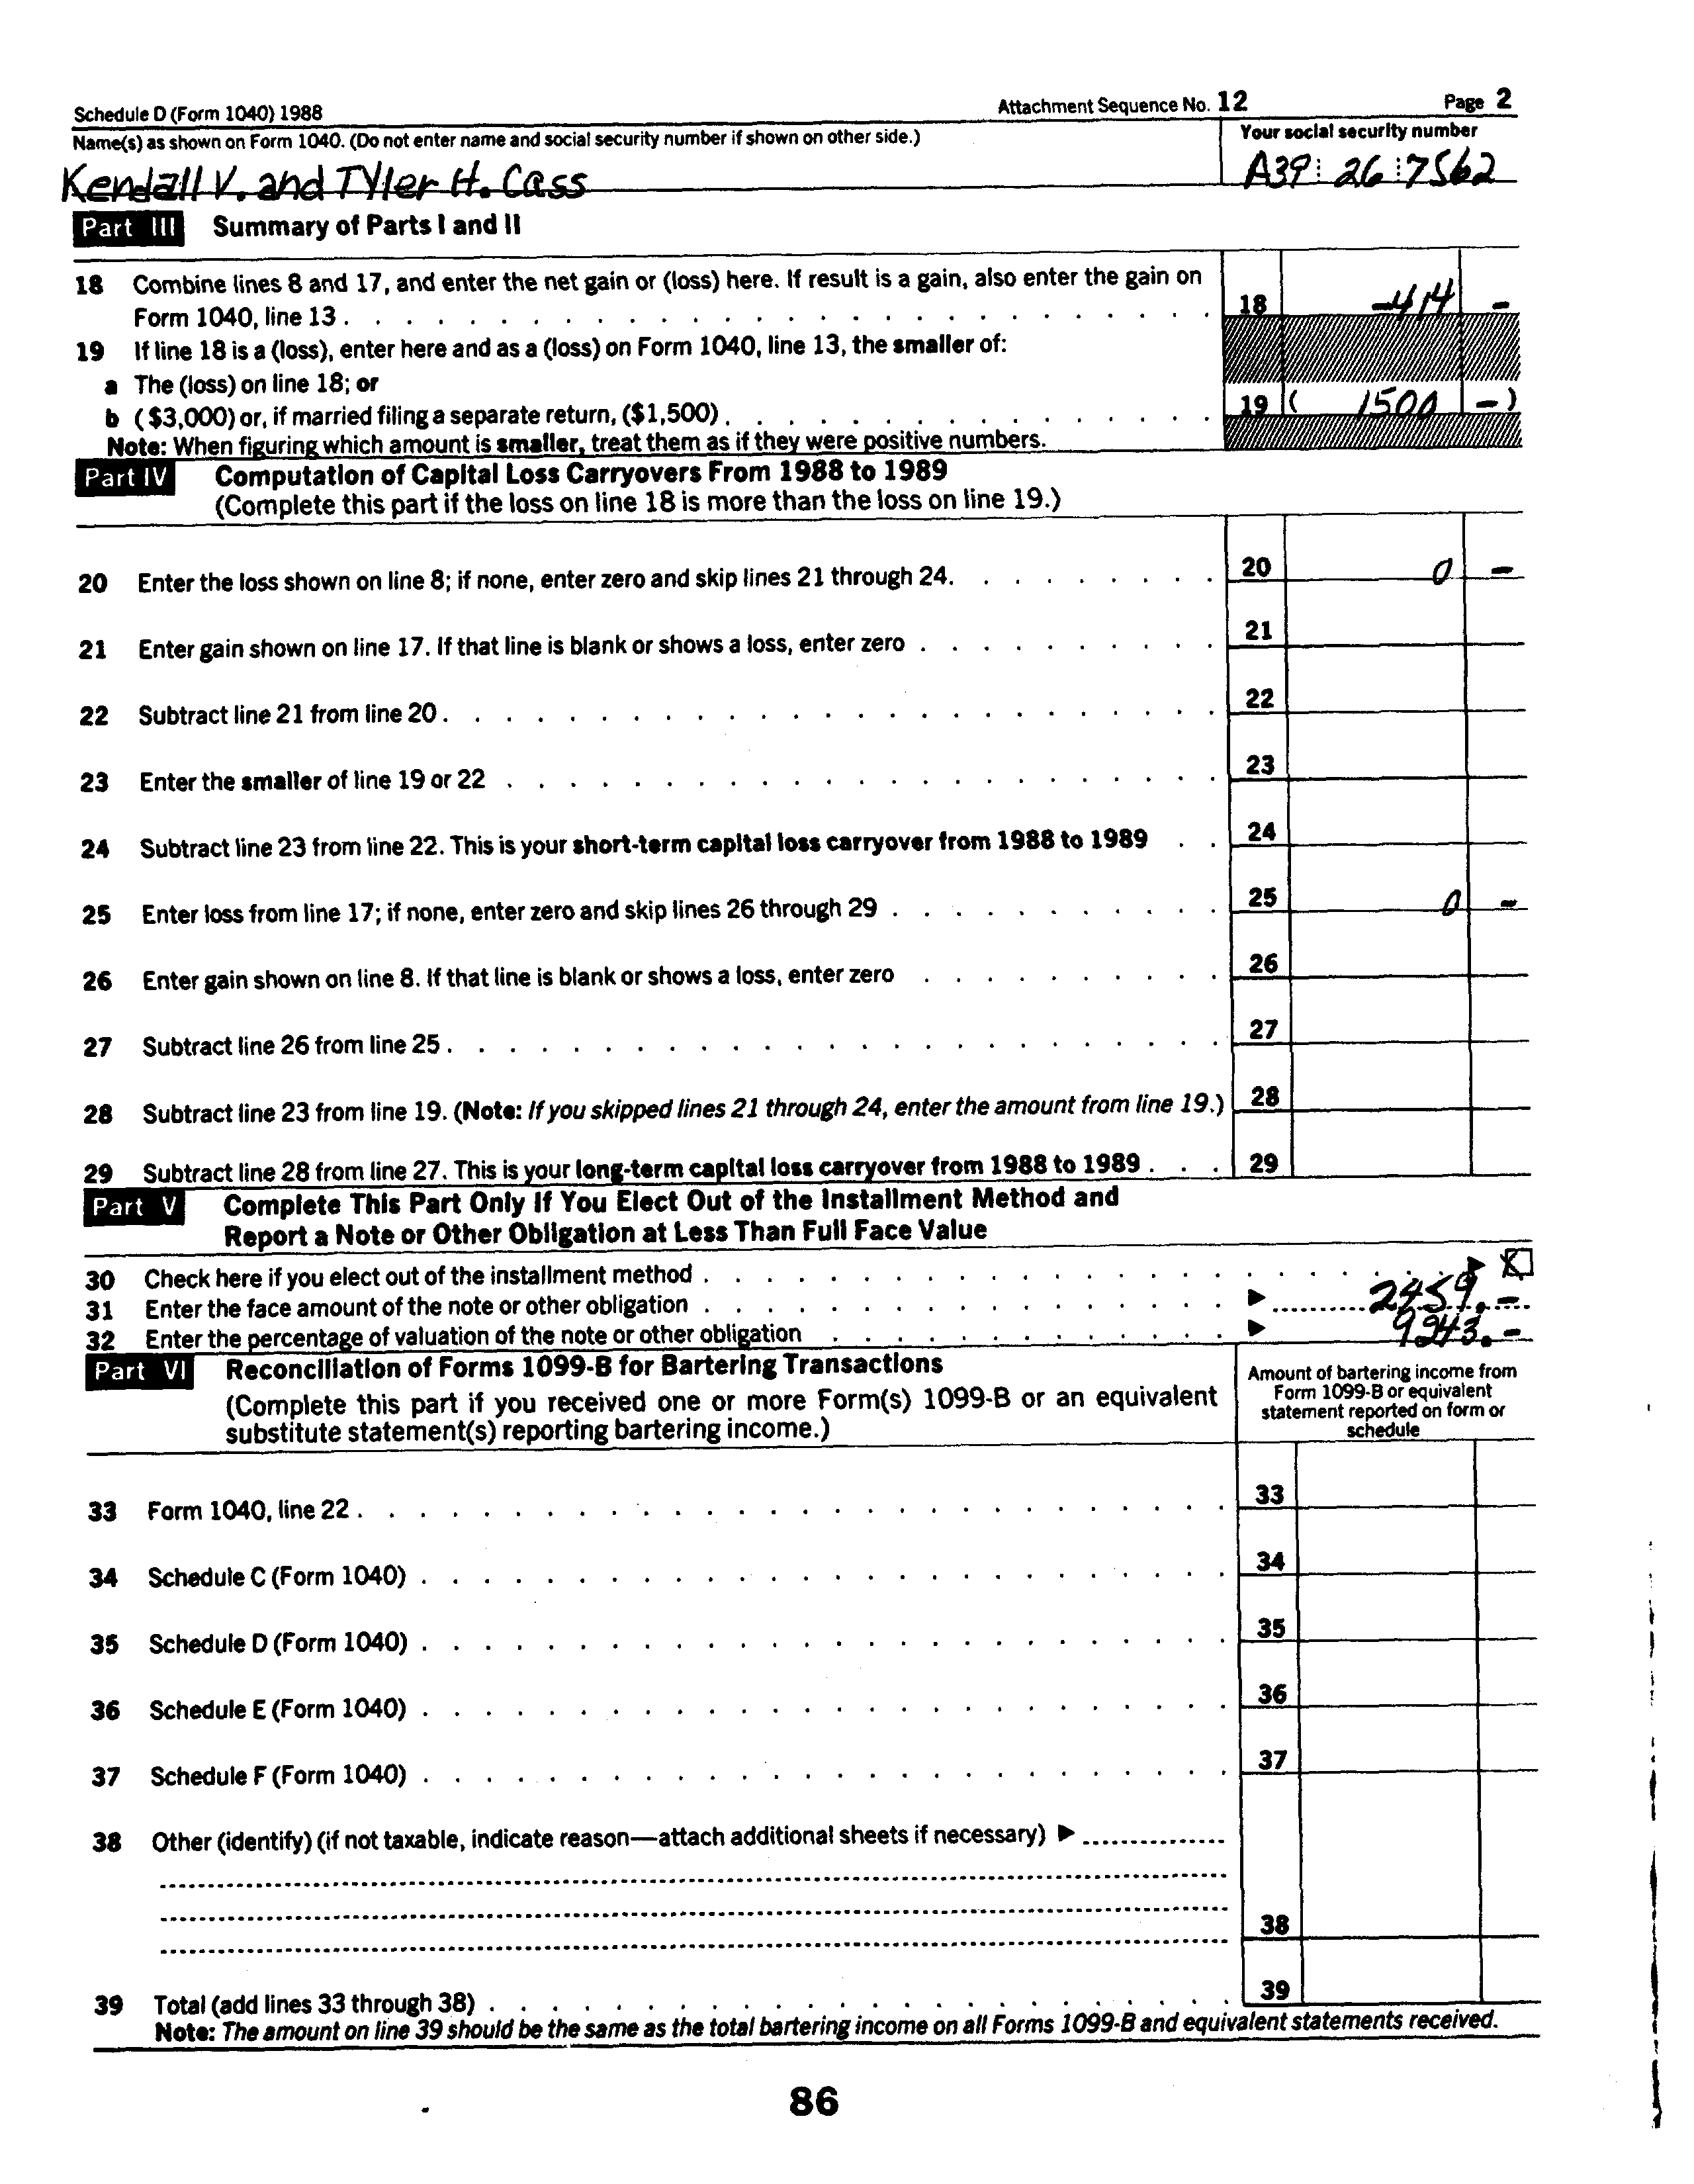 Schedule D (Form 1040) 1988 Attachment Sequence No. 12 Page 2
Name(s) as shown on Form 1040. (Do not enter name and social security number if shown on other side.) Your social security number
Kendall V. and Tyler H. Cass A39 26 7562
Part III Summary of Parts I and II
18 Combine lines 8 and 17, and enter the net gain or (loss) here. If result is a gain, also enter the gain on
Form 1040, line 13 . 18 -414 -
19 If line 18 is a (loss), enter here and as a (loss) on Form 1040, line 13, the smaller of:
a The (loss) on line 18; or
b ($3,000) or, if married filing a separate return, ($1,500) . 19 ( 1500 - )
Note: When figuring which amount is smaller, treat them as if they were positive numbers.
Part IV Computation of Capital Loss Carryovers From 1988 to 1989
(Complete this part if the loss on line 18 is more than the loss on line 19.)
20 Enter the loss shown on line 8; if none, enter zero and skip lines 21 through 24. 20 0 -
21 Enter gain shown on line 17. If that line is blank or shows a loss, enter zero . 21
22 Subtract line 21 from line 20 . 22
23 Enter the smaller of line 19 or 22 . 23
24 Subtract line 23 from line 22. This is your short-term capital loss carryover from 1988 to 1989 . 24
25 Enter loss from line 17; if none, enter zero and skip lines 26 through 29 . 25 0 -
26 Enter gain shown on line 8. If that line is blank or shows a loss, enter zero . 26
27 Subtract line 26 from line 25 . 27
28 Subtract line 23 from line 19. (Note: If you skipped lines 21 through 24, enter the amount from line 19.) 28
29 Subtract line 28 from line 27. This is your long-term capital loss carryover from 1988 to 1989 . 29
Part V Complete This Part Only If You Elect Out of the Installment Method and
Report a Note or Other Obligation at Less Than Full Face Value
30 Check here if you elect out of the installment method . ▶ X
31 Enter the face amount of the note or other obligation . ▶ 2459. -
32 Enter the percentage of valuation of the note or other obligation . ▶ 9243. -
Part VI Reconciliation of Forms 1099-B for Bartering Transactions
(Complete this part if you received one or more Form(s) 1099-B or an equivalent
substitute statement(s) reporting bartering income.)
Amount of bartering income from
Form 1099-B or equivalent
statement reported on form or
schedule
33 Form 1040, line 22 . 33
34 Schedule C (Form 1040) . 34
35 Schedule D (Form 1040) . 35
36 Schedule E (Form 1040) . 36
37 Schedule F (Form 1040) . 37
38 Other (identify) (if not taxable, indicate reason—attach additional sheets if necessary) ▶
38
39 Total (add lines 33 through 38) . 39
Note: The amount on line 39 should be the same as the total bartering income on all Forms 1099-B and equivalent statements received.
86